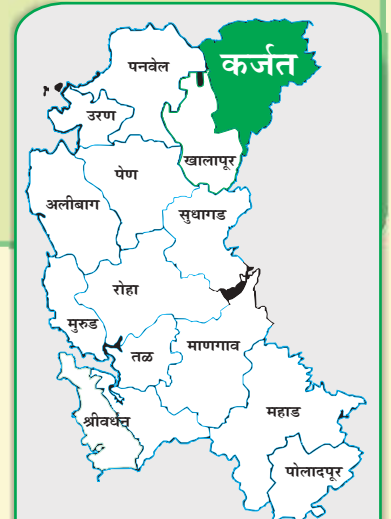 कर्जत
पनवेल
उरण
खालापूर
पेण
अलीबाग
सुधागड
रोहा
मुरुड
तळ
माणगाव
श्रीवर्धन
महाड
पोलादपूर